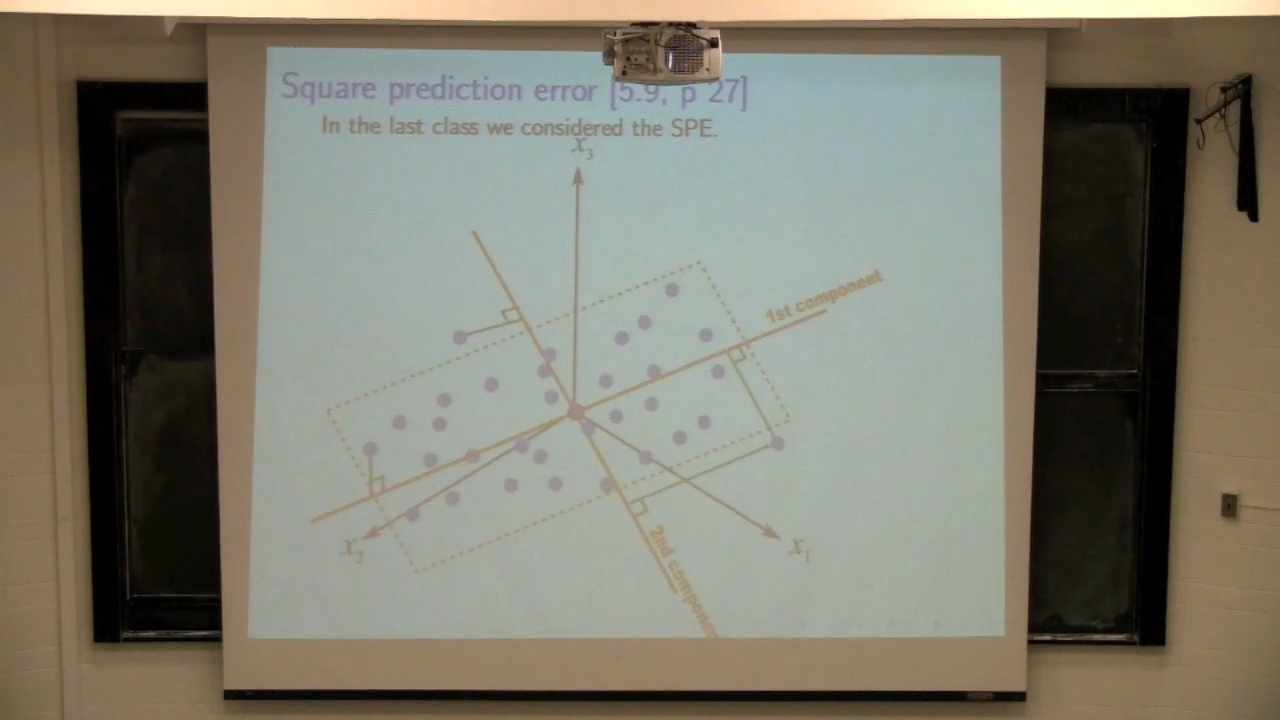 Square prediction error [5.9, p 27]
In the last class we considered the SPE.
x₃
1st component
x₂
x₁
2nd componen